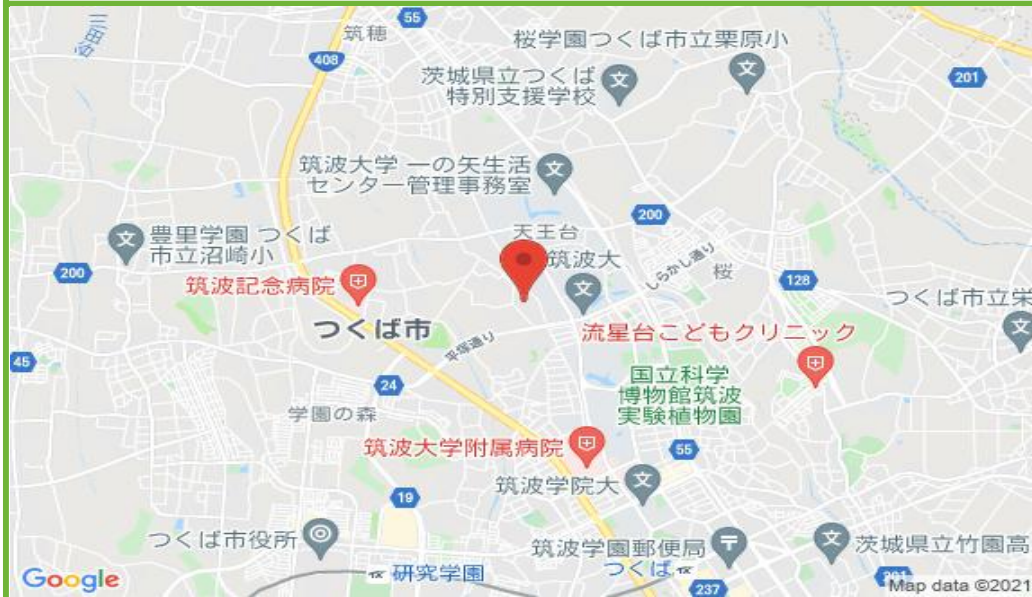 三田谷
55
筑穂
桜学園つくば市立栗原小
408
茨城県立つくば
特別支援学校
201
筑波大学 一の矢生活
センター管理事務室
200
天王台
豊里学園 つくば
市立沼崎小
200
筑波大
しらかし通り
桜
筑波記念病院
128
つくば市立栄
つくば市
平塚通り
流星台こどもクリニック
45
国立科学
博物館筑波
実験植物園
24
学園の森
筑波大学附属病院
55
筑波学院大
19
つくば市役所
筑波学園郵便局
茨城県立竹園高
つくば
研究学園
237
Google
Map data ©2021